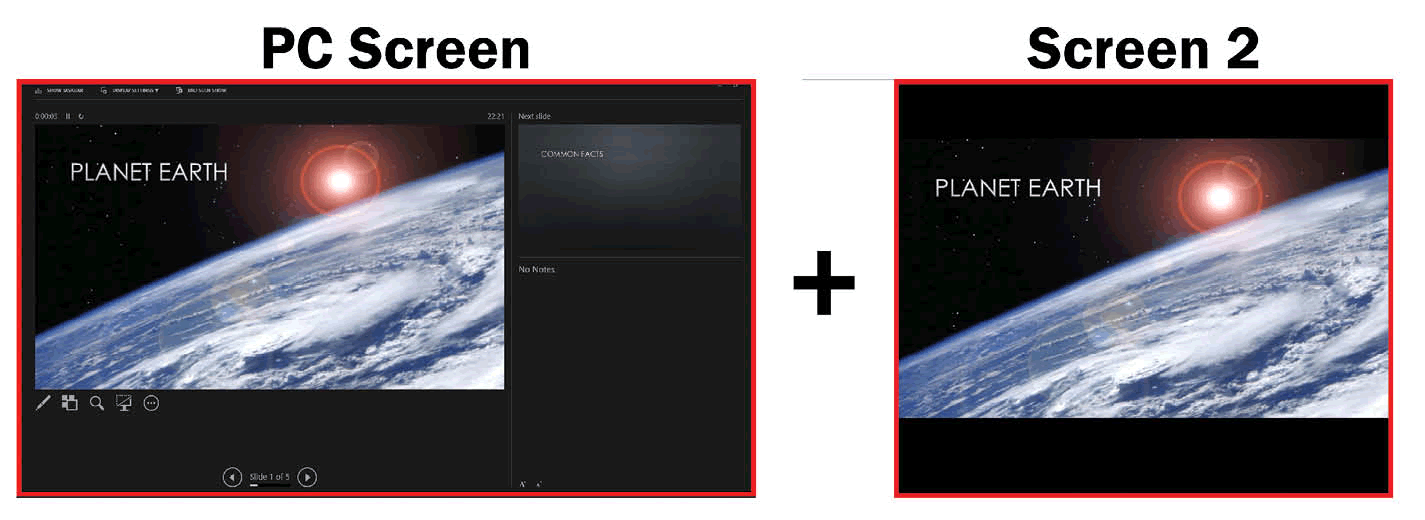 PC Screen
Screen 2
SHOW TASKBAR DISPLAY SETTINGS ▼ END SLIDE SHOW
0:00:03 22:21
Next slide
PLANET EARTH
COMMON FACTS
PLANET EARTH
+
No Notes.
Slide 1 of 5
A A